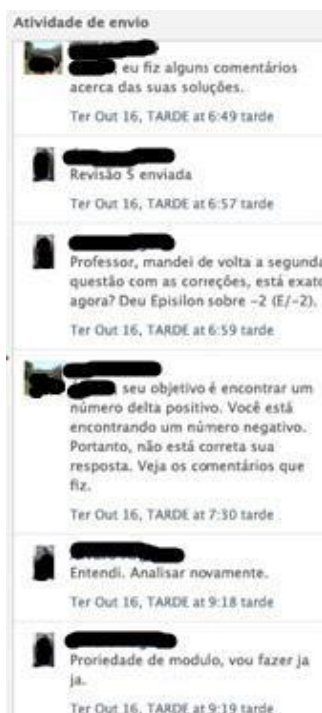 Atividade de envio
, eu fiz alguns comentários
acerca das suas soluções.
Ter Out 16, TARDE at 6:49 tarde
Revisão 5 enviada
Ter Out 16, TARDE at 6:57 tarde
Professor, mandei de volta a segunda
questão com as correções, está exato
agora? Deu Episilon sobre -2 (E/-2).
Ter Out 16, TARDE at 6:59 tarde
seu objetivo é encontrar um
número delta positivo. Você está
encontrando um número negativo.
Portanto, não está correta sua
resposta. Veja os comentários que
fiz.
Ter Out 16, TARDE at 7:30 tarde
Entendi. Analisar novamente.
Ter Out 16, TARDE at 9:18 tarde
Proriedade de modulo, vou fazer ja
ja.
Ter Out 16, TARDE at 9:19 tarde